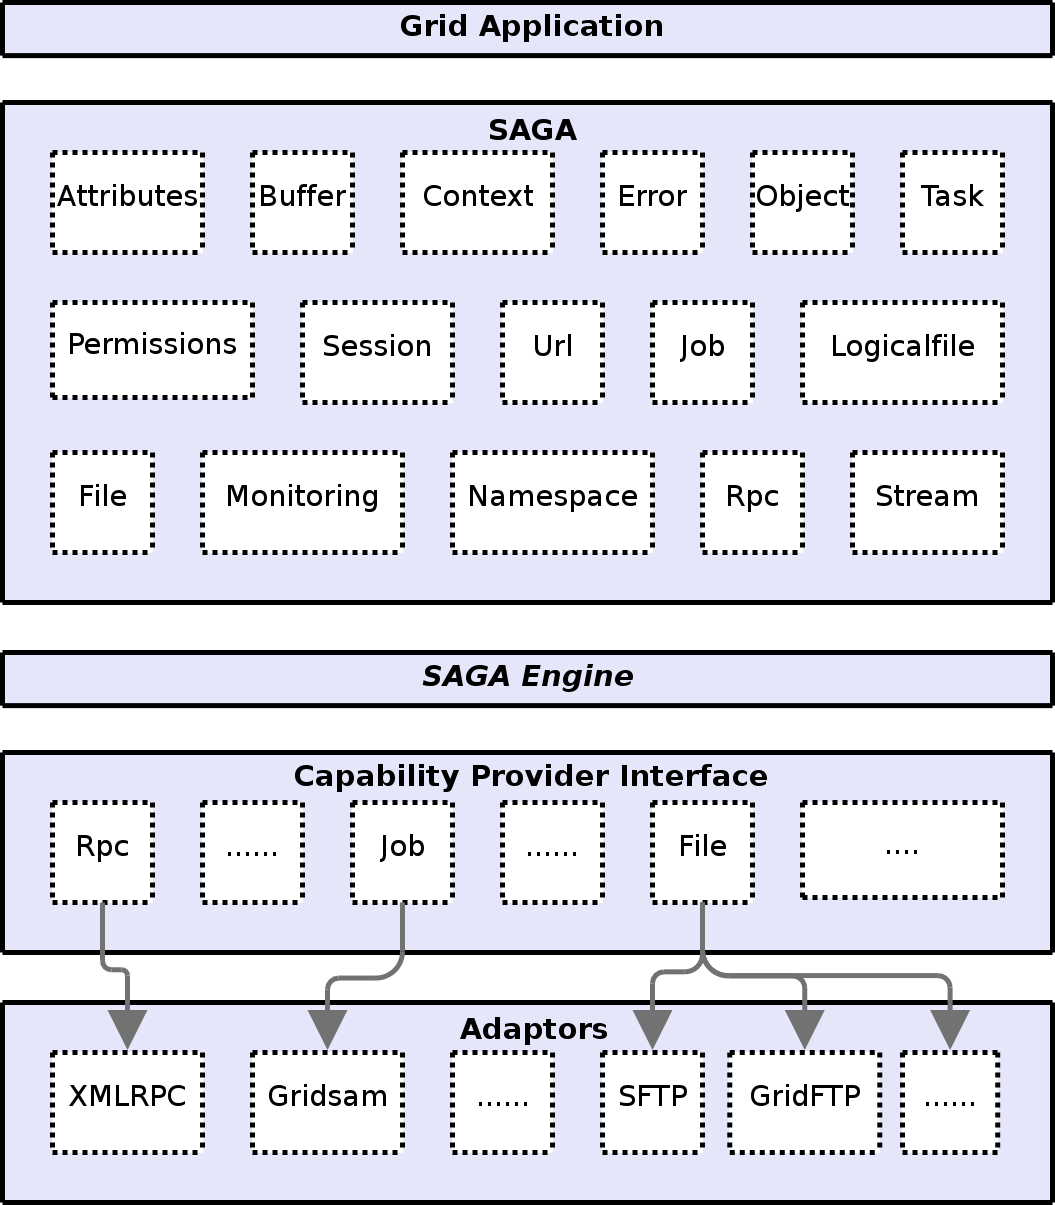 Grid Application
SAGA
Attributes Buffer Context Error Object Task
Permissions Session Url Job Logicalfile
File Monitoring Namespace Rpc Stream
SAGA Engine
Capability Provider Interface
Rpc ...... Job ...... File ....
Adaptors
XMLRPC Gridsam ...... SFTP GridFTP ......